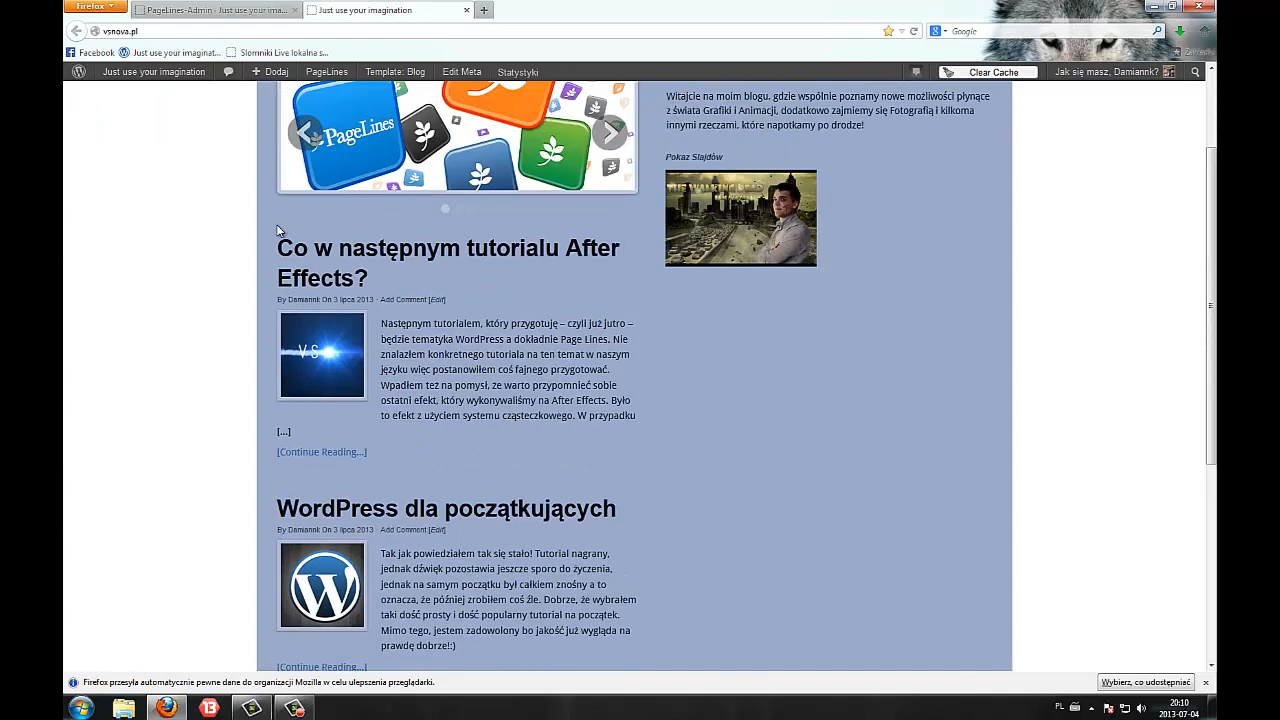 Firefox
PageLines-Admin - Just use your ima...
Just use your imagination
vsnova.pl
Google
Facebook
Just use your imaginat...
Slomniki Live lokalna s...
Zakładki
Just use your imagination
Dodaj
PageLines
Template: Blog
Edit Meta
Statystyki
Clear Cache
Jak się masz, Damiannk?
PageLines
Witajcie na moim blogu, gdzie wspólnie poznamy nowe możliwości płynące
z świata Grafiki i Animacji, dodatkowo zajmiemy się Fotografią i kilkoma
innymi rzeczami, które napotkamy po drodze!
Pokaz Slajdów
THE WALKING DEAD
Co w następnym tutorialu After
Effects?
By Damiannk On 3 lipca 2013 · Add Comment [Edit]
VS
Następnym tutorialem, który przygotuję – czyli już jutro –
będzie tematyka WordPress a dokładnie Page Lines. Nie
znalazłem konkretnego tutoriala na ten temat w naszym
języku więc postanowiłem coś fajnego przygotować.
Wpadłem też na pomysł, że warto przypomnieć sobie
ostatni efekt, który wykonywaliśmy na After Effects. Było
to efekt z użyciem systemu cząsteczkowego. W przypadku
[...]
[Continue Reading...]
WordPress dla początkujących
By Damiannk On 3 lipca 2013 · Add Comment [Edit]
Tak jak powiedziałem tak się stało! Tutorial nagrany,
jednak dźwięk pozostawia jeszcze sporo do życzenia,
jednak na samym początku był całkiem znośny a to
oznacza, że później zrobiłem coś źle. Dobrze, że wybrałem
taki dość prosty i dość popularny tutorial na początek.
Mimo tego, jestem zadowolony bo jakość już wygląda na
prawdę dobrze!:)
[Continue Reading...]
Firefox przesyła automatycznie pewne dane do organizacji Mozilla w celu ulepszenia przeglądarki.
Wybierz, co udostępniać
13
PL
20:10
2013-07-04